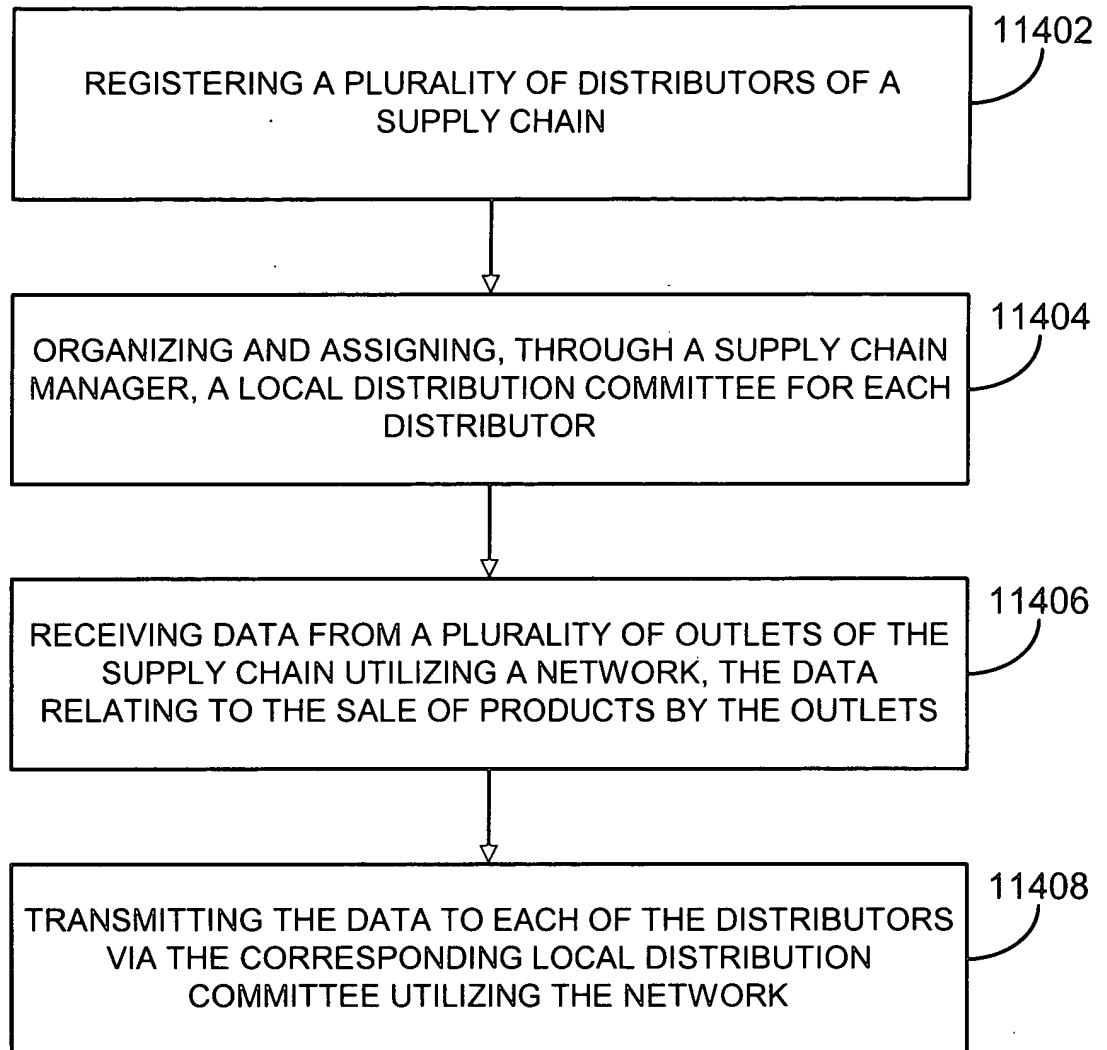 11402
REGISTERING A PLURALITY OF DISTRIBUTORS OF A
SUPPLY CHAIN
11404
ORGANIZING AND ASSIGNING, THROUGH A SUPPLY CHAIN
MANAGER, A LOCAL DISTRIBUTION COMMITTEE FOR EACH
DISTRIBUTOR
11406
RECEIVING DATA FROM A PLURALITY OF OUTLETS OF THE
SUPPLY CHAIN UTILIZING A NETWORK, THE DATA
RELATING TO THE SALE OF PRODUCTS BY THE OUTLETS
11408
TRANSMITTING THE DATA TO EACH OF THE DISTRIBUTORS
VIA THE CORRESPONDING LOCAL DISTRIBUTION
COMMITTEE UTILIZING THE NETWORK